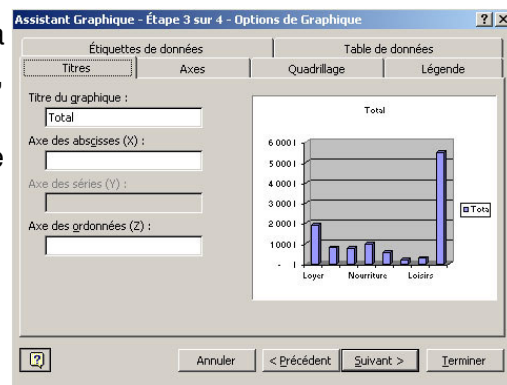 a
,
e
Assistant Graphique - Étape 3 sur 4 - Options de Graphique
Étiquettes de données Table de données
Titres Axes Quadrillage Légende
Titre du graphique :
Total
Axe des abscisses (X) :
Axe des séries (Y) :
Axe des ordonnées (Z) :
Total
6 000 l
5 000 l
4 000 l
3 000 l
2 000 l
1 000 l
- l
Loyer Nourriture Loisirs
Tota
Annuler < Précédent Suivant > Terminer